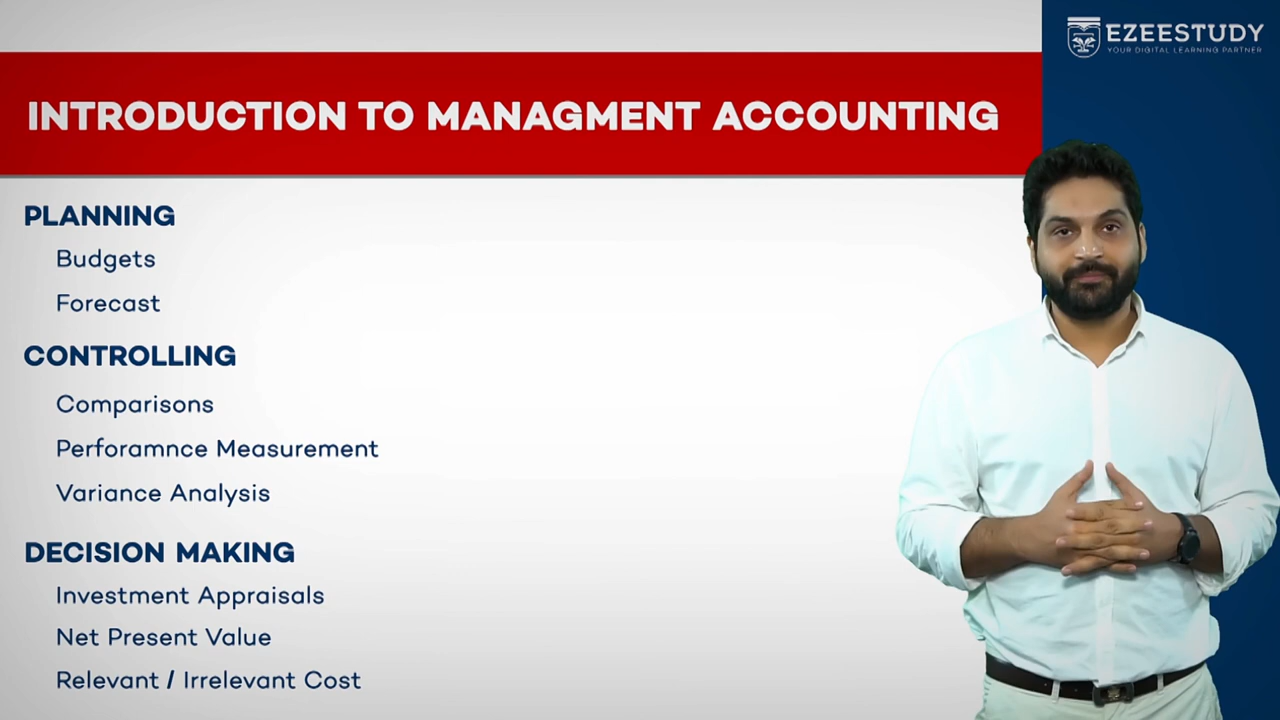 EZEESTUDY
YOUR DIGITAL LEARNING PARTNER
INTRODUCTION TO MANAGMENT ACCOUNTING
PLANNING
Budgets
Forecast
CONTROLLING
Comparisons
Perforamnce Measurement
Variance Analysis
DECISION MAKING
Investment Appraisals
Net Present Value
Relevant / Irrelevant Cost